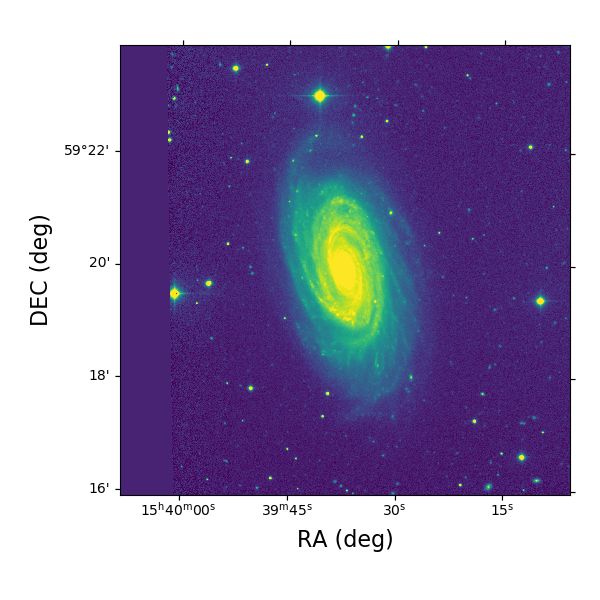 DEC (deg)
59°22'
20'
18'
16'
15ʰ40ᵐ00ˢ 39ᵐ45ˢ 30ˢ 15ˢ
RA (deg)